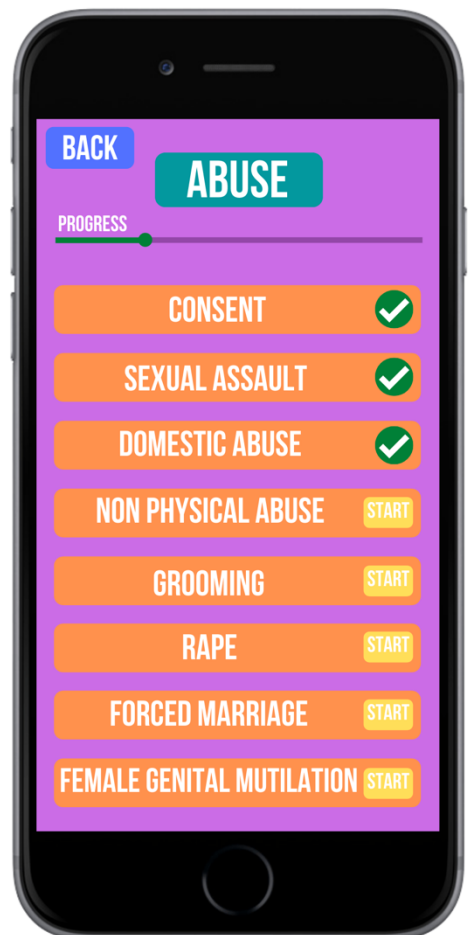 BACK
ABUSE
PROGRESS
CONSENT
SEXUAL ASSAULT
DOMESTIC ABUSE
NON PHYSICAL ABUSE START
GROOMING START
RAPE START
FORCED MARRIAGE START
FEMALE GENITAL MUTILATION START